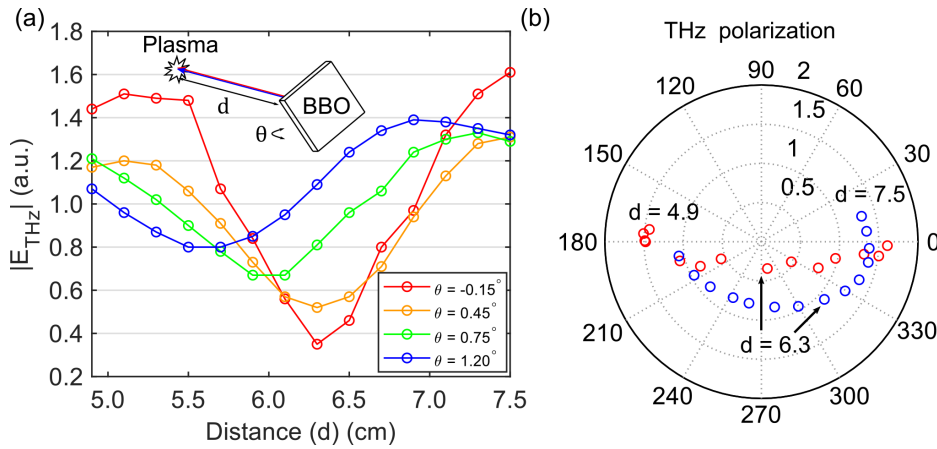 (a)
1.8
1.6
1.4
1.2
1.0
0.8
0.6
0.4
0.2
|E_THz| (a.u.)
Plasma
d
θ<
BBO
θ = -0.15°
θ = 0.45°
θ = 0.75°
θ = 1.20°
5.0 5.5 6.0 6.5 7.0 7.5
Distance (d) (cm)
(b)
THz polarization
90
2
120
60
1.5
150
1
30
0.5
d = 4.9
d = 7.5
180
0
d = 6.3
210
330
240
300
270